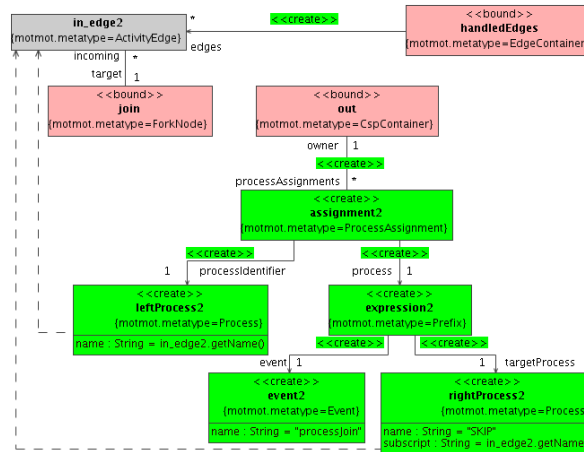 in_edge2
{motmot.metatype=ActivityEdge}
*
edges
<<create>>
<<bound>>
handledEdges
{motmot.metatype=EdgeContainer
incoming
*
target
1
<<bound>>
join
{motmot.metatype=ForkNode}
<<bound>>
out
{motmot.metatype=CspContainer}
owner
1
<<create>>
processAssignments
*
<<create>>
assignment2
{motmot.metatype=ProcessAssignment}
<<create>>
<<create>>
1
processIdentifier
process
1
<<create>>
leftProcess2
{motmot.metatype=Process}
name : String = in_edge2.getName()
<<create>>
expression2
{motmot.metatype=Prefix}
<<create>>
<<create>>
event
1
1
targetProcess
<<create>>
event2
{motmot.metatype=Event}
name : String = "processJoin"
<<create>>
rightProcess2
{motmot.metatype=Process
name : String = "SKIP"
subscript : String = in_edge2.getName